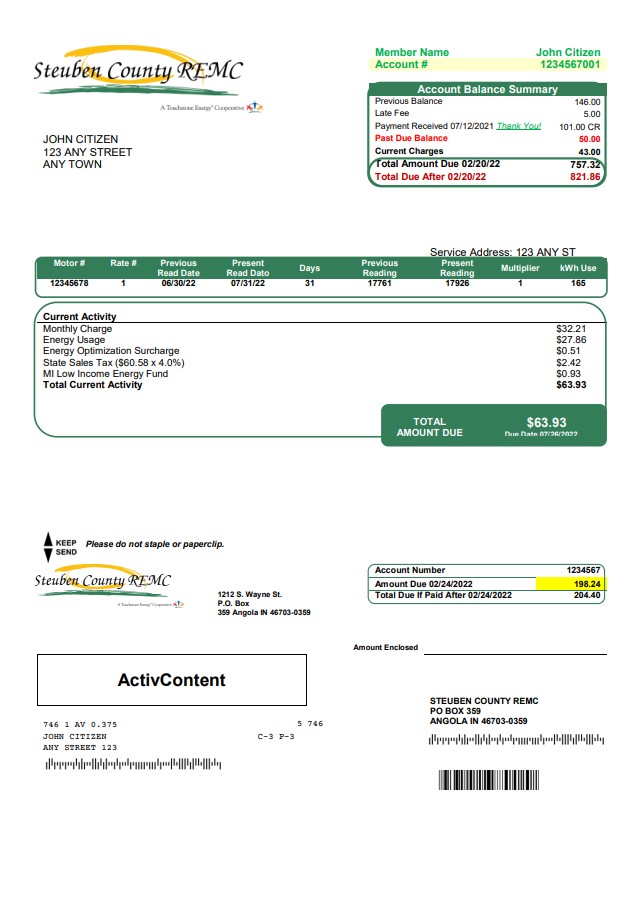 Steuben County REMC
A Touchstone Energy® Cooperative
Member Name John Citizen
Account # 1234567001
Account Balance Summary
Previous Balance 146.00
Late Fee 5.00
Payment Received 07/12/2021 Thank You! 101.00 CR
Past Due Balance 50.00
Current Charges 43.00
Total Amount Due 02/20/22 757.32
Total Due After 02/20/22 821.86
JOHN CITIZEN
123 ANY STREET
ANY TOWN
Service Address: 123 ANY ST
Motor # Rate # Previous Read Date Present Read Dato Days Previous Reading Present Reading Multiplier kWh Use
12345678 1 06/30/22 07/31/22 31 17761 17926 1 165
Current Activity
Monthly Charge $32.21
Energy Usage $27.86
Energy Optimization Surcharge $0.51
State Sales Tax ($60.58 x 4.0%) $2.42
MI Low Income Energy Fund $0.93
Total Current Activity $63.93
TOTAL AMOUNT DUE $63.93
Due Date 07/26/2022
KEEP
SEND
Please do not staple or paperclip.
Steuben County REMC
A Touchstone Energy® Cooperative
1212 S. Wayne St.
P.O. Box
359 Angola IN 46703-0359
Account Number 1234567
Amount Due 02/24/2022 198.24
Total Due If Paid After 02/24/2022 204.40
Amount Enclosed
ActivContent
746 1 AV 0.375 5 746
JOHN CITIZEN C-3 P-3
ANY STREET 123
STEUBEN COUNTY REMC
PO BOX 359
ANGOLA IN 46703-0359